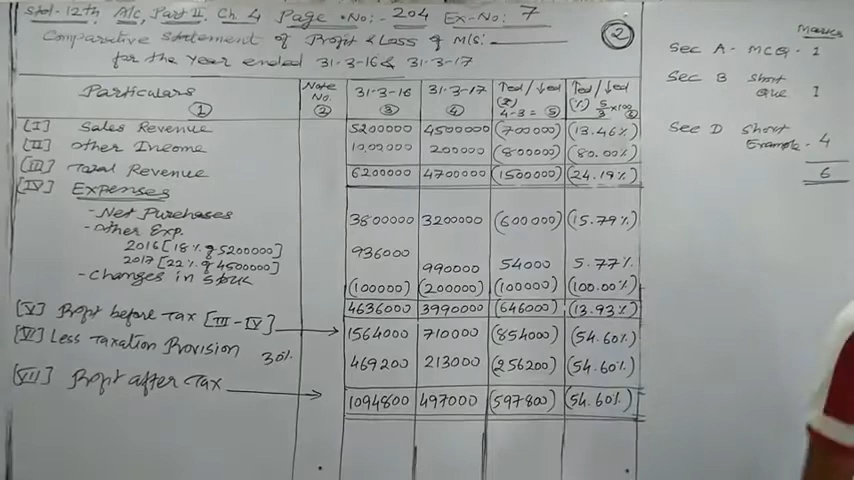 Std.-12th A/c, Part II, Ch. 4 Page No:- 204 Ex-No: 7
Comparative Statement of Profit & Loss of M/s: ______
for the Year ended 31-3-16 & 31-3-17
2
Particulars 1 Note No. 2 31-3-16 3 31-3-17 4 ↑ed/↓ed (₹) 4-3 = 5 ↑ed/↓ed (%) 5/3 x100 6
[I] Sales Revenue 5200000 4500000 (700000) (13.46%)
[II] Other Income 10,00000 200000 (800000) (80.00%)
[III] Total Revenue 6200000 4700000 (1500000) (24.19%)
[IV] Expenses
- Net Purchases 3800000 3200000 (600000) (15.79%)
- Other Exp.
2016 [18% of 5200000] 936000
2017 [22% of 4500000] 990000 54000 5.77%
- Changes in Stock (100000) (200000) (100000) (100.00%)
4636000 3990000 (646000) (13.93%)
[V] Profit before Tax [III-IV] 1564000 710000 (854000) (54.60%)
[VI] Less Taxation Provision 30% 469200 213000 (256200) (54.60%)
[VII] Profit after Tax 1094800 497000 (597800) (54.60%)
Marks
Sec A - MCQ - 1
Sec B Short Que 1
Sec D Short Example - 4
6